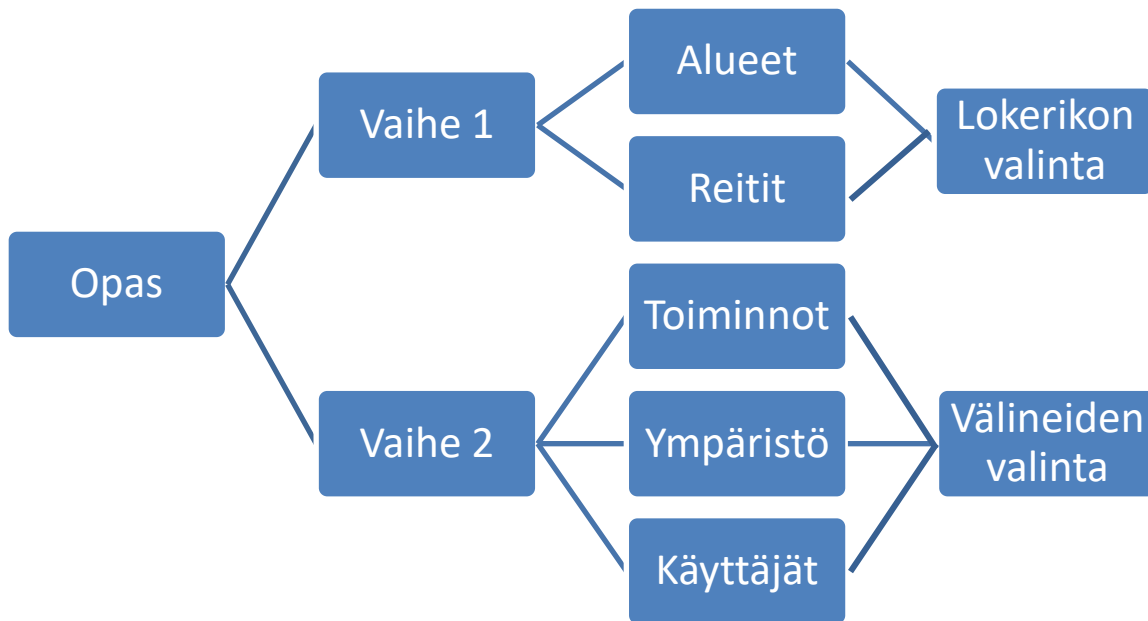 Opas
Vaihe 1
Alueet
Reitit
Lokerikon
valinta
Vaihe 2
Toiminnot
Ympäristö
Käyttäjät
Välineiden
valinta